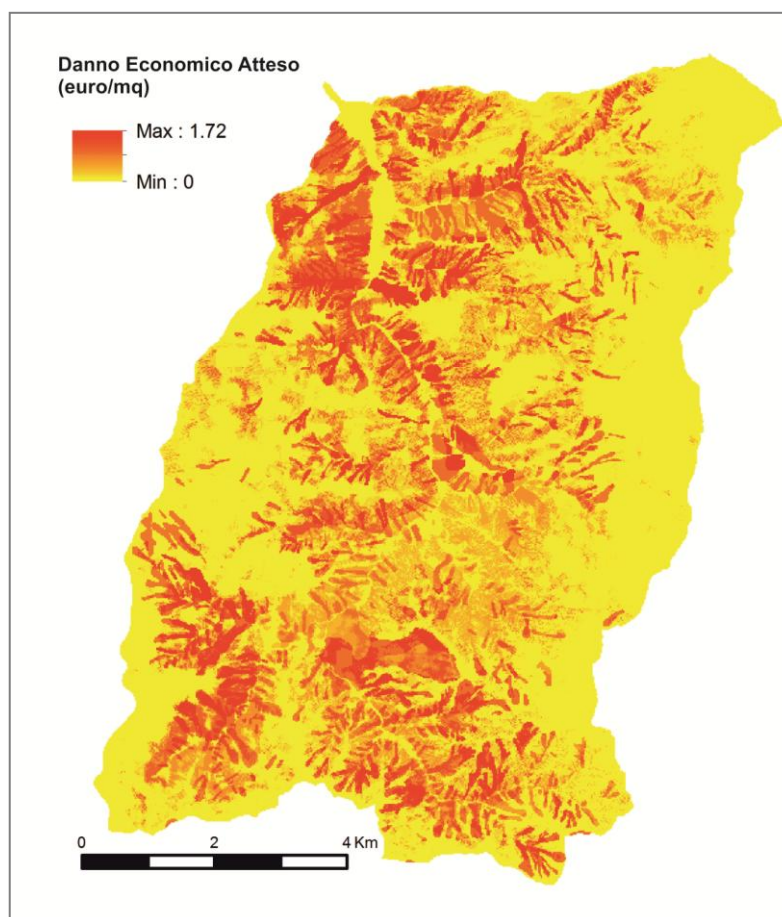 Danno Economico Atteso
(euro/mq)
Max : 1.72
Min : 0
0 2 4 Km